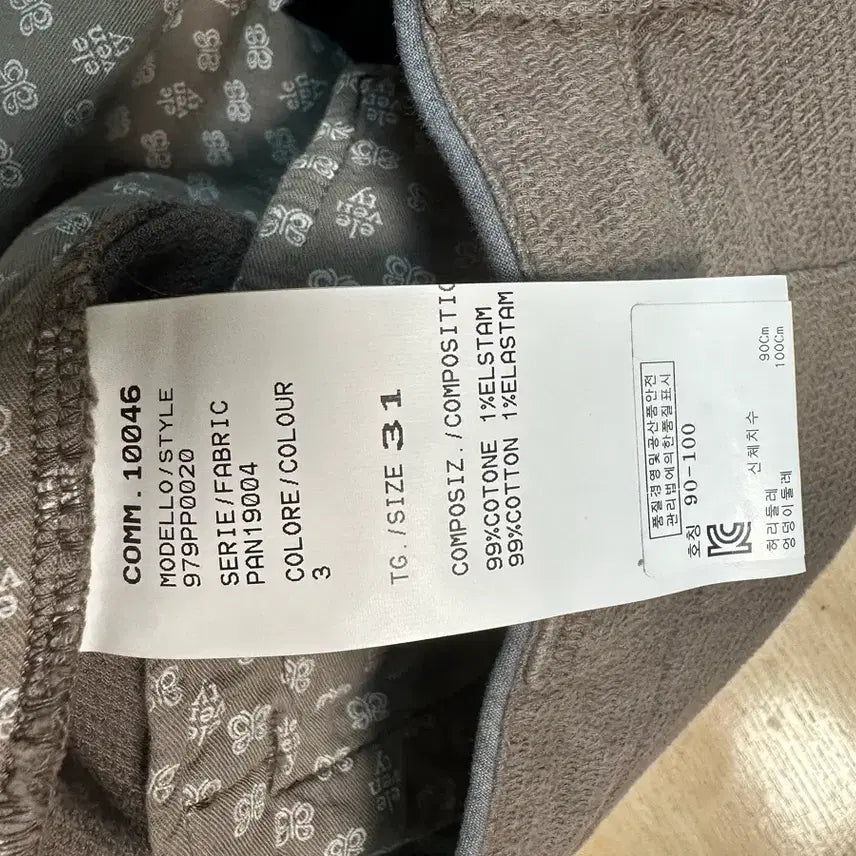 COMM. 10046
MODELLO/STYLE
979PP0020
SERIE/FABRIC
PAN19004
COLORE/COLOUR
3
TG./SIZE 31
COMPOSIZ./COMPOSITIO
99%COTONE 1%ELSTAM
99%COTTON 1%ELASTAM
품질경영및공산품안전
관리법에의한품질표시
호칭 90-100
신체치수
허리둘레 90Cm
엉덩이둘레 100Cm
ele
ven
ty